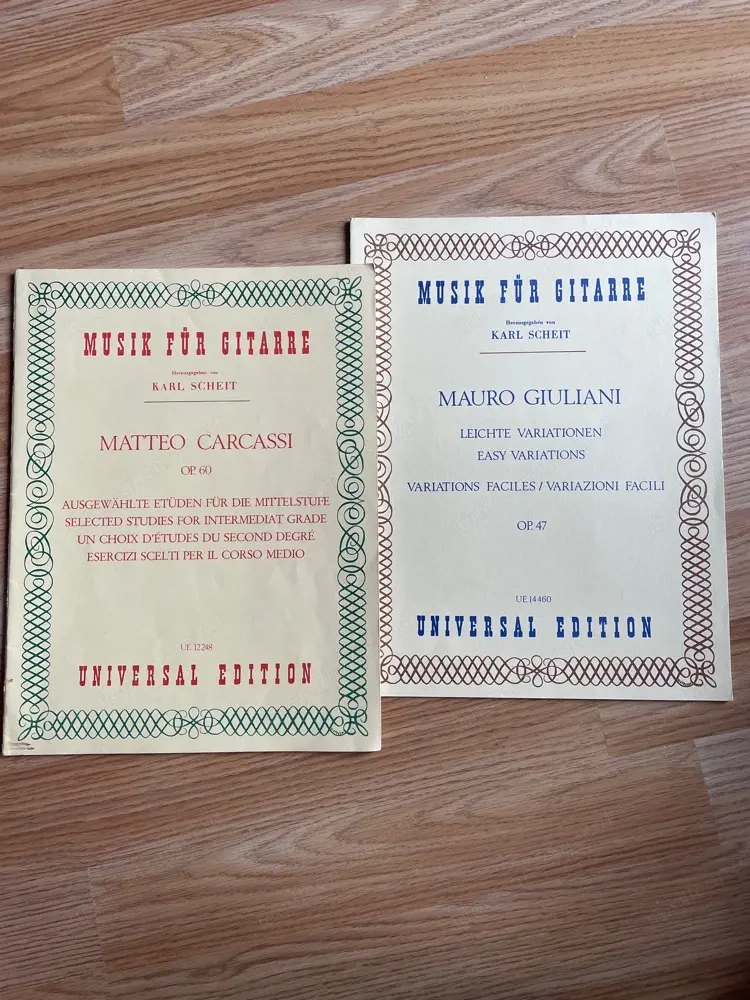 MUSIK FÜR GITARRE
Herausgegeben von
KARL SCHEIT
MATTEO CARCASSI
OP. 60
AUSGEWÄHLTE ETÜDEN FÜR DIE MITTELSTUFE
SELECTED STUDIES FOR INTERMEDIAT GRADE
UN CHOIX D'ÉTUDES DU SECOND DEGRÉ
ESERCIZI SCELTI PER IL CORSO MEDIO
UE 12248
UNIVERSAL EDITION
MUSIK FÜR GITARRE
Herausgegeben von
KARL SCHEIT
MAURO GIULIANI
LEICHTE VARIATIONEN
EASY VARIATIONS
VARIATIONS FACILES / VARIAZIONI FACILI
OP. 47
UE 14460
UNIVERSAL EDITION